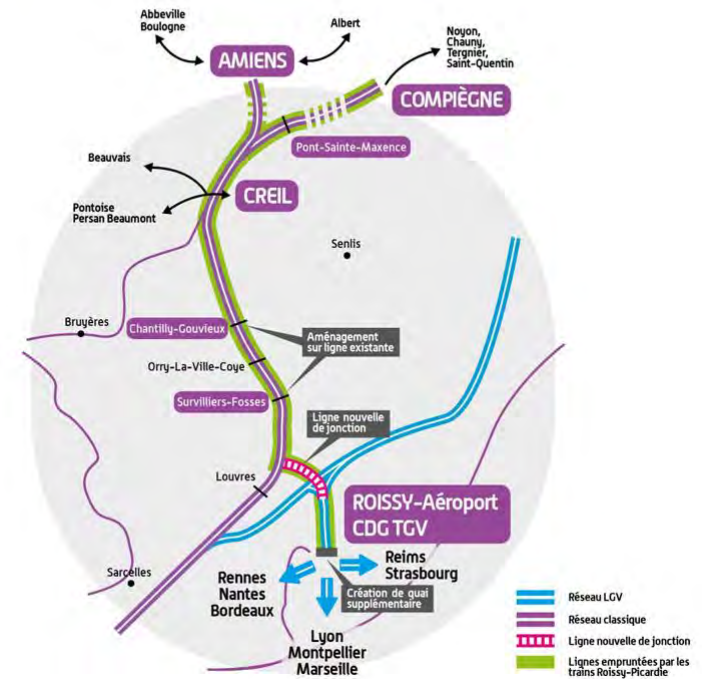 Abbeville
Boulogne
Albert
Noyon,
Chauny,
Tergnier,
Saint-Quentin
AMIENS
COMPIÈGNE
Pont-Sainte-Maxence
Beauvais
CREIL
Pontoise
Persan Beaumont
Senlis
Bruyères
Chantilly-Gouvieux
Aménagement
sur ligne existante
Orry-La-Ville-Coye
Survilliers-Fosses
Ligne nouvelle
de jonction
Louvres
ROISSY-Aéroport
CDG TGV
Sarcelles
Reims
Strasbourg
Rennes
Nantes
Bordeaux
Création de quai
supplémentaire
Lyon
Montpellier
Marseille
Réseau LGV
Réseau classique
Ligne nouvelle de jonction
Lignes empruntées par les
trains Roissy-Picardie